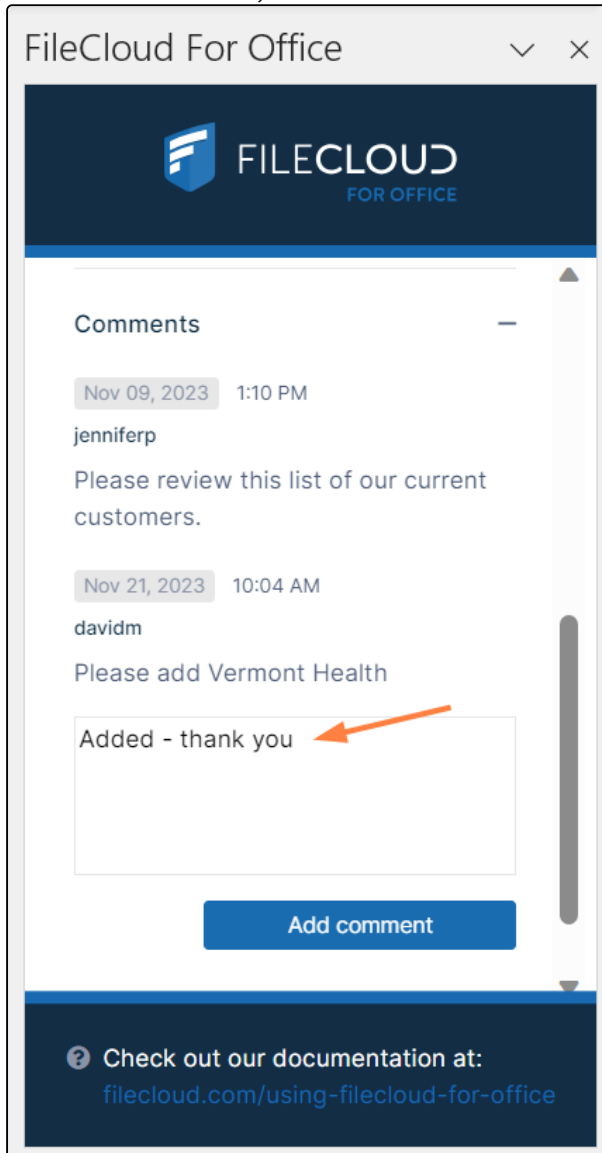 FileCloud For Office
FILECLOUD
FOR OFFICE
Comments
Nov 09, 2023 1:10 PM
jenniferp
Please review this list of our current
customers.
Nov 21, 2023 10:04 AM
davidm
Please add Vermont Health
Added - thank you
Add comment
Check out our documentation at:
filecloud.com/using-filecloud-for-office